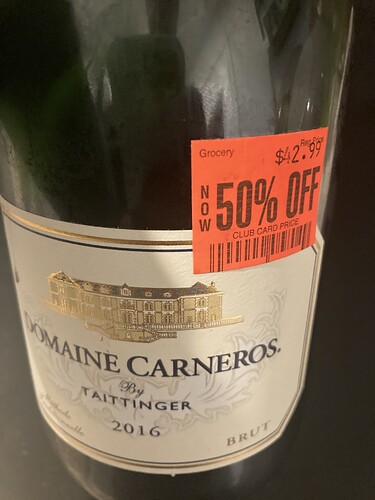 Grocery
Reg Price
$42.99
NOW
50% OFF
CLUB CARD PRICE
DOMAINE CARNEROS.
By
TAITTINGER
2016
BRUT